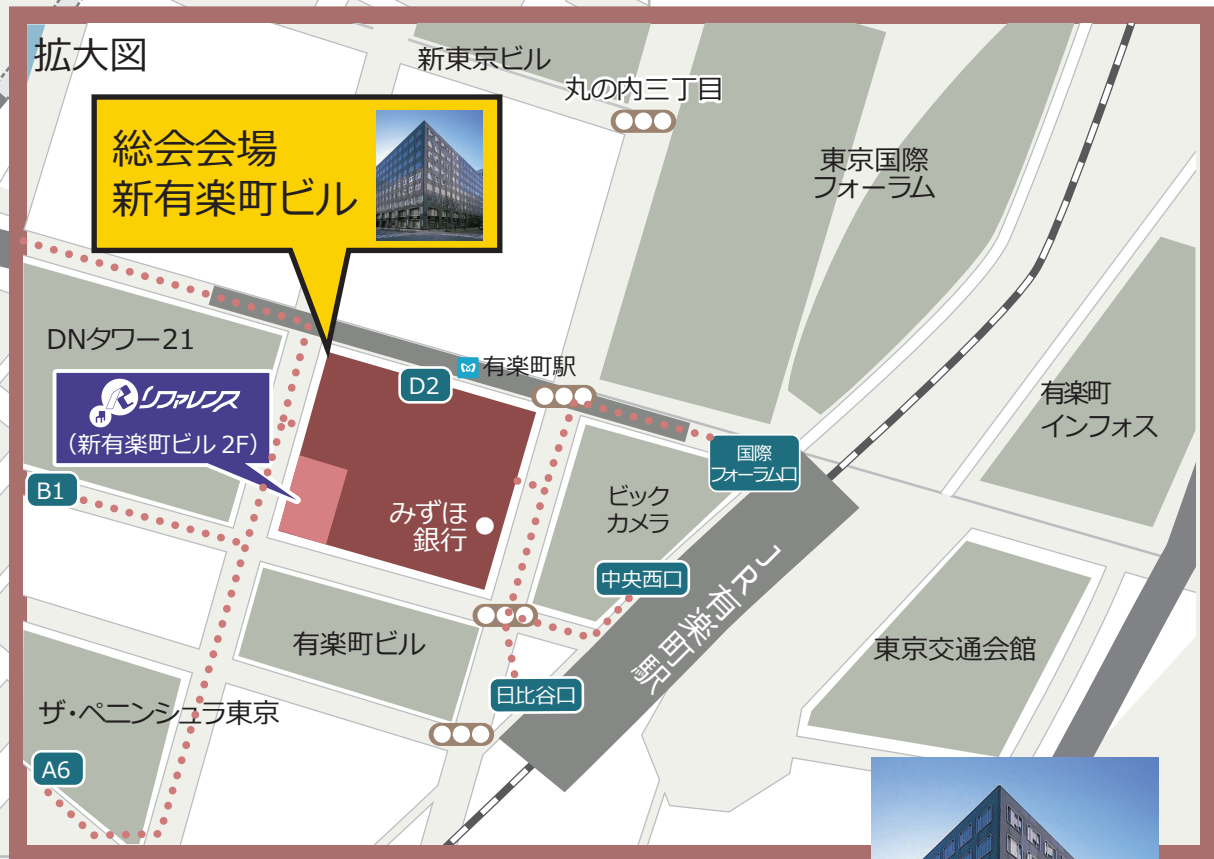 拡大図
新東京ビル
丸の内三丁目
総会会場
新有楽町ビル
東京国際
フォーラム
DNタワー21
有楽町駅
D2
リファレンス
（新有楽町ビル 2F）
有楽町
インフォス
国際
フォーラム口
B1
みずほ
銀行
ビック
カメラ
中央西口
JR有楽町駅
有楽町ビル
東京交通会館
日比谷口
ザ・ペニンシュラ東京
A6